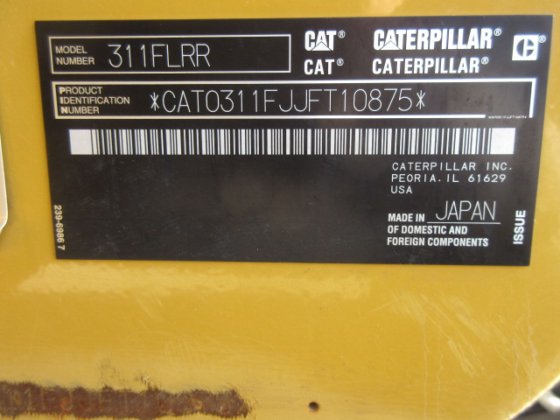 MODEL NUMBER 311FLRR
CAT® CATERPILLAR®
CAT® CATERPILLAR®
PRODUCT IDENTIFICATION NUMBER *CAT0311FJJFT10875*
CATERPILLAR INC.
PEORIA, IL 61629
USA
MADE IN JAPAN
OF DOMESTIC AND
FOREIGN COMPONENTS
ISSUE
239-6986 7